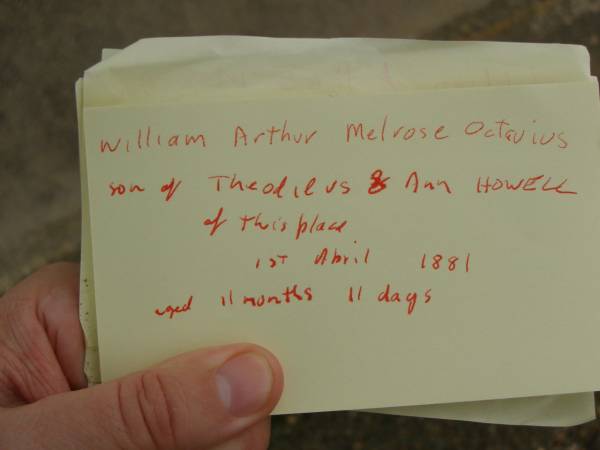 William Arthur Melrose Octavius
son of Theodilus & Ann HOWELL
of this place
1st April 1881
aged 11 months 11 days